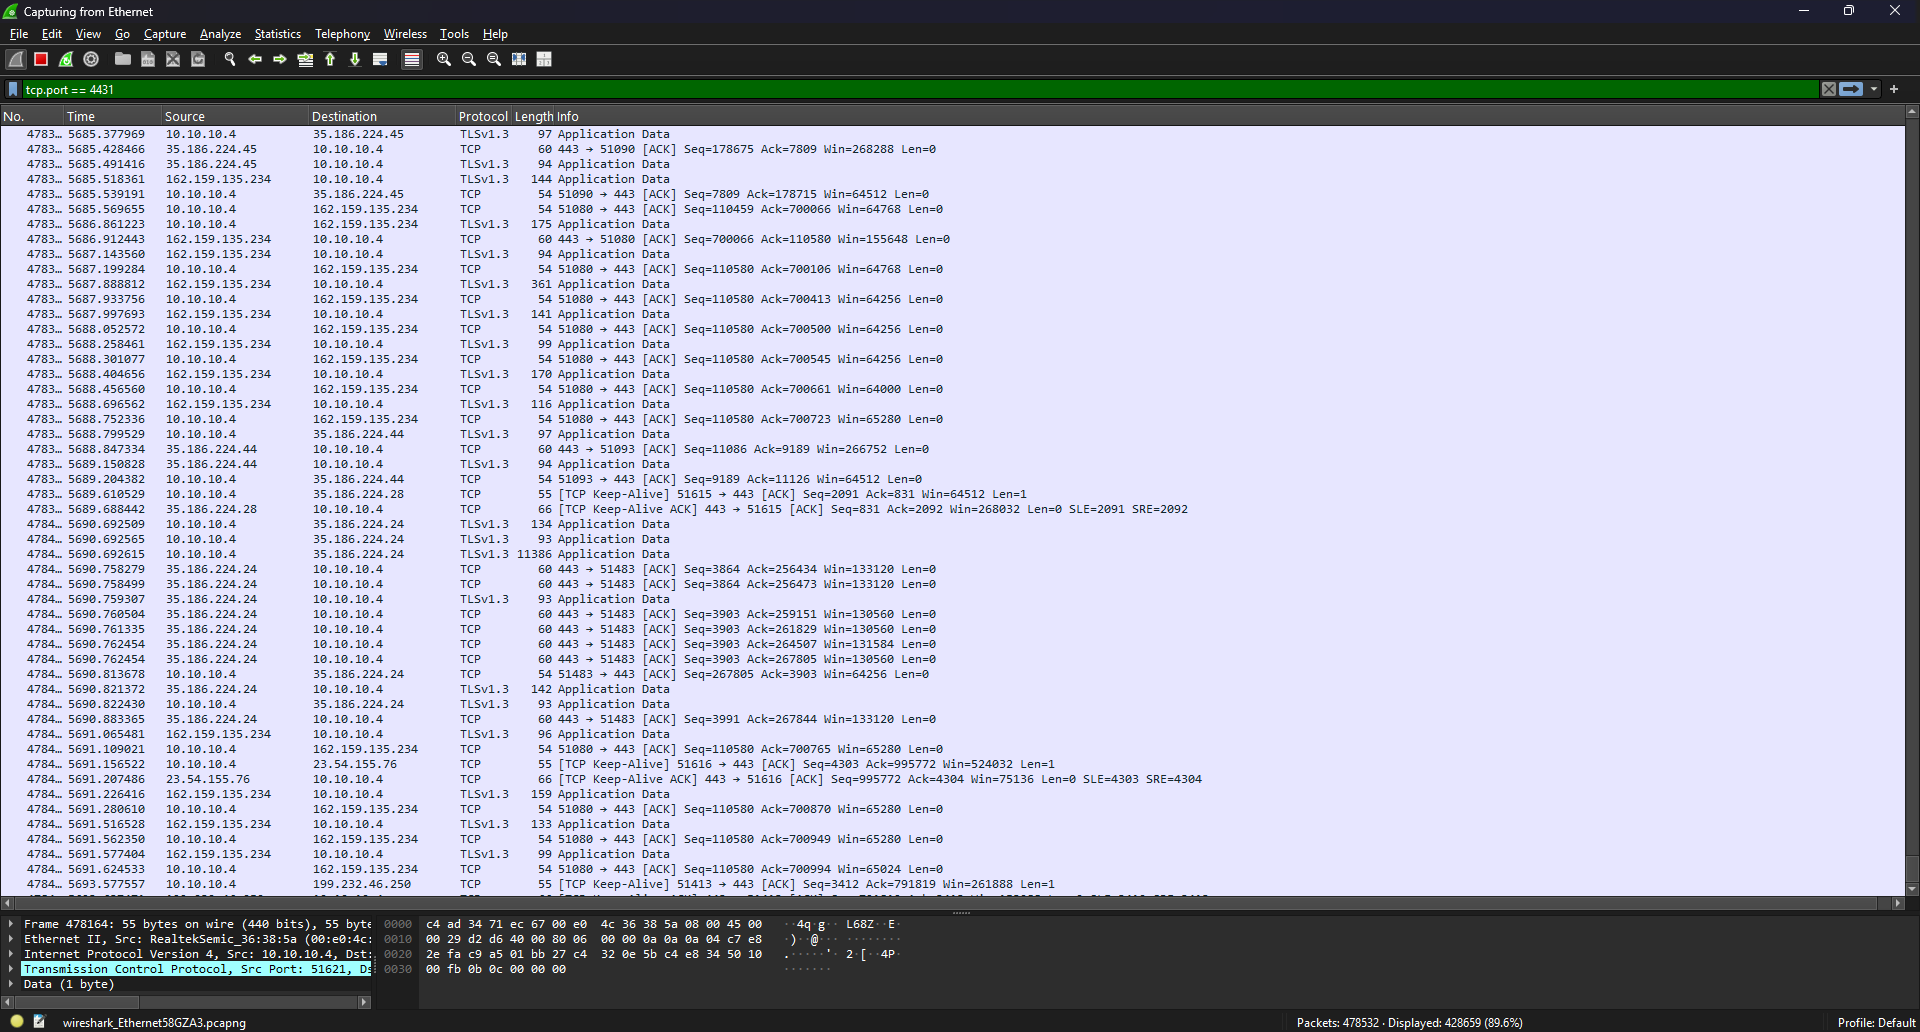 Capturing from Ethernet
File Edit View Go Capture Analyze Statistics Telephony Wireless Tools Help
tcp.port == 4431
No. Time Source Destination Protocol Length Info
4783… 5685.377969 10.10.10.4 35.186.224.45 TLSv1.3 97 Application Data
4783… 5685.428466 35.186.224.45 10.10.10.4 TCP 60 443 → 51090 [ACK] Seq=178675 Ack=7809 Win=268288 Len=0
4783… 5685.491416 35.186.224.45 10.10.10.4 TLSv1.3 94 Application Data
4783… 5685.518361 162.159.135.234 10.10.10.4 TLSv1.3 144 Application Data
4783… 5685.539191 10.10.10.4 35.186.224.45 TCP 54 51090 → 443 [ACK] Seq=7809 Ack=178715 Win=64512 Len=0
4783… 5685.569655 10.10.10.4 162.159.135.234 TCP 54 51080 → 443 [ACK] Seq=110459 Ack=700066 Win=64768 Len=0
4783… 5686.861223 10.10.10.4 162.159.135.234 TLSv1.3 175 Application Data
4783… 5686.912443 162.159.135.234 10.10.10.4 TCP 60 443 → 51080 [ACK] Seq=700066 Ack=110580 Win=155648 Len=0
4783… 5687.143560 162.159.135.234 10.10.10.4 TLSv1.3 94 Application Data
4783… 5687.199284 10.10.10.4 162.159.135.234 TCP 54 51080 → 443 [ACK] Seq=110580 Ack=700106 Win=64768 Len=0
4783… 5687.888812 162.159.135.234 10.10.10.4 TLSv1.3 361 Application Data
4783… 5687.933756 10.10.10.4 162.159.135.234 TCP 54 51080 → 443 [ACK] Seq=110580 Ack=700413 Win=64256 Len=0
4783… 5687.997693 162.159.135.234 10.10.10.4 TLSv1.3 141 Application Data
4783… 5688.052572 10.10.10.4 162.159.135.234 TCP 54 51080 → 443 [ACK] Seq=110580 Ack=700500 Win=64256 Len=0
4783… 5688.258461 162.159.135.234 10.10.10.4 TLSv1.3 99 Application Data
4783… 5688.301077 10.10.10.4 162.159.135.234 TCP 54 51080 → 443 [ACK] Seq=110580 Ack=700545 Win=64256 Len=0
4783… 5688.404656 162.159.135.234 10.10.10.4 TLSv1.3 170 Application Data
4783… 5688.456560 10.10.10.4 162.159.135.234 TCP 54 51080 → 443 [ACK] Seq=110580 Ack=700661 Win=64000 Len=0
4783… 5688.696562 162.159.135.234 10.10.10.4 TLSv1.3 116 Application Data
4783… 5688.752336 10.10.10.4 162.159.135.234 TCP 54 51080 → 443 [ACK] Seq=110580 Ack=700723 Win=65280 Len=0
4783… 5688.799529 10.10.10.4 35.186.224.44 TLSv1.3 97 Application Data
4783… 5688.847334 35.186.224.44 10.10.10.4 TCP 60 443 → 51093 [ACK] Seq=11086 Ack=9189 Win=266752 Len=0
4783… 5689.150828 35.186.224.44 10.10.10.4 TLSv1.3 94 Application Data
4783… 5689.204382 10.10.10.4 35.186.224.44 TCP 54 51093 → 443 [ACK] Seq=9189 Ack=11126 Win=64512 Len=0
4783… 5689.610529 10.10.10.4 35.186.224.28 TCP 55 [TCP Keep-Alive] 51615 → 443 [ACK] Seq=2091 Ack=831 Win=64512 Len=1
4783… 5689.688442 35.186.224.28 10.10.10.4 TCP 66 [TCP Keep-Alive ACK] 443 → 51615 [ACK] Seq=831 Ack=2092 Win=268032 Len=0 SLE=2091 SRE=2092
4784… 5690.692509 10.10.10.4 35.186.224.24 TLSv1.3 134 Application Data
4784… 5690.692565 10.10.10.4 35.186.224.24 TLSv1.3 93 Application Data
4784… 5690.692615 10.10.10.4 35.186.224.24 TLSv1.3 11386 Application Data
4784… 5690.758279 35.186.224.24 10.10.10.4 TCP 60 443 → 51483 [ACK] Seq=3864 Ack=256434 Win=133120 Len=0
4784… 5690.758499 35.186.224.24 10.10.10.4 TCP 60 443 → 51483 [ACK] Seq=3864 Ack=256473 Win=133120 Len=0
4784… 5690.759307 35.186.224.24 10.10.10.4 TLSv1.3 93 Application Data
4784… 5690.760504 35.186.224.24 10.10.10.4 TCP 60 443 → 51483 [ACK] Seq=3903 Ack=259151 Win=130560 Len=0
4784… 5690.761335 35.186.224.24 10.10.10.4 TCP 60 443 → 51483 [ACK] Seq=3903 Ack=261829 Win=130560 Len=0
4784… 5690.762454 35.186.224.24 10.10.10.4 TCP 60 443 → 51483 [ACK] Seq=3903 Ack=264507 Win=131584 Len=0
4784… 5690.762454 35.186.224.24 10.10.10.4 TCP 60 443 → 51483 [ACK] Seq=3903 Ack=267805 Win=130560 Len=0
4784… 5690.813678 10.10.10.4 35.186.224.24 TCP 54 51483 → 443 [ACK] Seq=267805 Ack=3903 Win=64256 Len=0
4784… 5690.821372 35.186.224.24 10.10.10.4 TLSv1.3 142 Application Data
4784… 5690.822430 10.10.10.4 35.186.224.24 TLSv1.3 93 Application Data
4784… 5690.883365 35.186.224.24 10.10.10.4 TCP 60 443 → 51483 [ACK] Seq=3991 Ack=267844 Win=133120 Len=0
4784… 5691.065481 162.159.135.234 10.10.10.4 TLSv1.3 96 Application Data
4784… 5691.109021 10.10.10.4 162.159.135.234 TCP 54 51080 → 443 [ACK] Seq=110580 Ack=700765 Win=65280 Len=0
4784… 5691.156522 10.10.10.4 23.54.155.76 TCP 55 [TCP Keep-Alive] 51616 → 443 [ACK] Seq=4303 Ack=995772 Win=524032 Len=1
4784… 5691.207486 23.54.155.76 10.10.10.4 TCP 66 [TCP Keep-Alive ACK] 443 → 51616 [ACK] Seq=995772 Ack=4304 Win=75136 Len=0 SLE=4303 SRE=4304
4784… 5691.226416 162.159.135.234 10.10.10.4 TLSv1.3 159 Application Data
4784… 5691.280610 10.10.10.4 162.159.135.234 TCP 54 51080 → 443 [ACK] Seq=110580 Ack=700870 Win=65280 Len=0
4784… 5691.516528 162.159.135.234 10.10.10.4 TLSv1.3 133 Application Data
4784… 5691.562350 10.10.10.4 162.159.135.234 TCP 54 51080 → 443 [ACK] Seq=110580 Ack=700949 Win=65280 Len=0
4784… 5691.577404 162.159.135.234 10.10.10.4 TLSv1.3 99 Application Data
4784… 5691.624533 10.10.10.4 162.159.135.234 TCP 54 51080 → 443 [ACK] Seq=110580 Ack=700994 Win=65024 Len=0
4784… 5693.577557 10.10.10.4 199.232.46.250 TCP 55 [TCP Keep-Alive] 51413 → 443 [ACK] Seq=3412 Ack=791819 Win=261888 Len=1
Frame 478164: 55 bytes on wire (440 bits), 55 byte
Ethernet II, Src: RealtekSemic_36:38:5a (00:e0:4c:
Internet Protocol Version 4, Src: 10.10.10.4, Dst:
Transmission Control Protocol, Src Port: 51621, Ds
Data (1 byte)
0000 c4 ad 34 71 ec 67 00 e0 4c 36 38 5a 08 00 45 00 ··4q·g·· L68Z··E·
0010 00 29 d2 d6 40 00 80 06 00 00 0a 0a 0a 04 c7 e8 ·)··@··· ········
0020 2e fa c9 a5 01 bb 27 c4 32 0e 5b c4 e8 34 50 10 .·····'· 2·[··4P·
0030 00 fb 0b 0c 00 00 00 ·······
wireshark_Ethernet58GZA3.pcapng
Packets: 478532 · Displayed: 428659 (89.6%)
Profile: Default